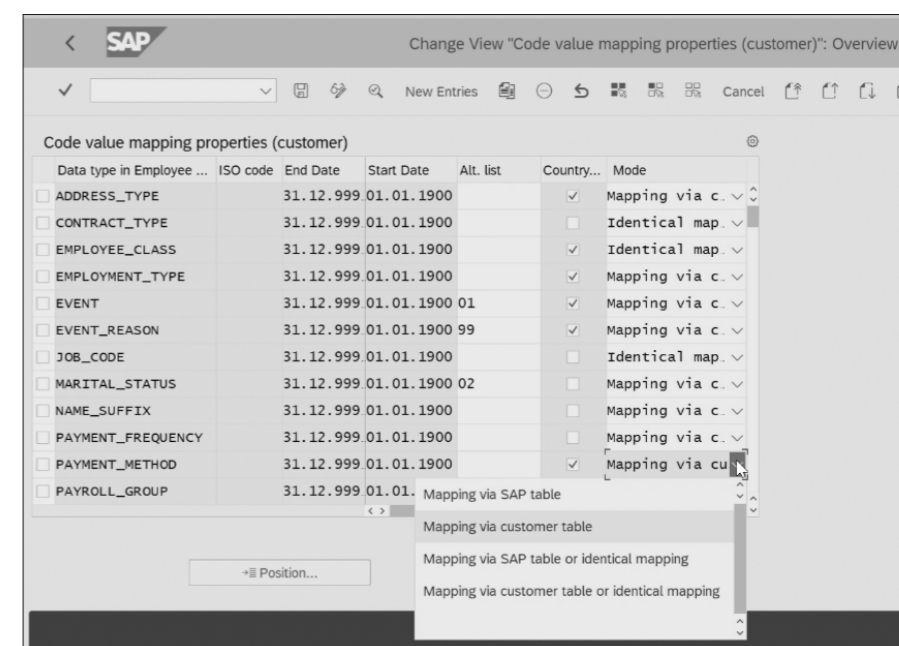 SAP
Change View "Code value mapping properties (customer)": Overview
New Entries Cancel
Code value mapping properties (customer)
Data type in Employee ... ISO code End Date Start Date Alt. list Country... Mode
ADDRESS_TYPE 31.12.999. 01.01.1900 Mapping via c.
CONTRACT_TYPE 31.12.999. 01.01.1900 Identical map.
EMPLOYEE_CLASS 31.12.999. 01.01.1900 Identical map.
EMPLOYMENT_TYPE 31.12.999. 01.01.1900 Mapping via c.
EVENT 31.12.999. 01.01.1900 01 Mapping via c.
EVENT_REASON 31.12.999. 01.01.1900 99 Mapping via c.
JOB_CODE 31.12.999. 01.01.1900 Identical map.
MARITAL_STATUS 31.12.999. 01.01.1900 02 Mapping via c.
NAME_SUFFIX 31.12.999. 01.01.1900 Mapping via c.
PAYMENT_FREQUENCY 31.12.999. 01.01.1900 Mapping via c.
PAYMENT_METHOD 31.12.999. 01.01.1900 Mapping via cu
PAYROLL_GROUP 31.12.999. 01.01.
Mapping via SAP table
Mapping via customer table
Mapping via SAP table or identical mapping
Mapping via customer table or identical mapping
Position...